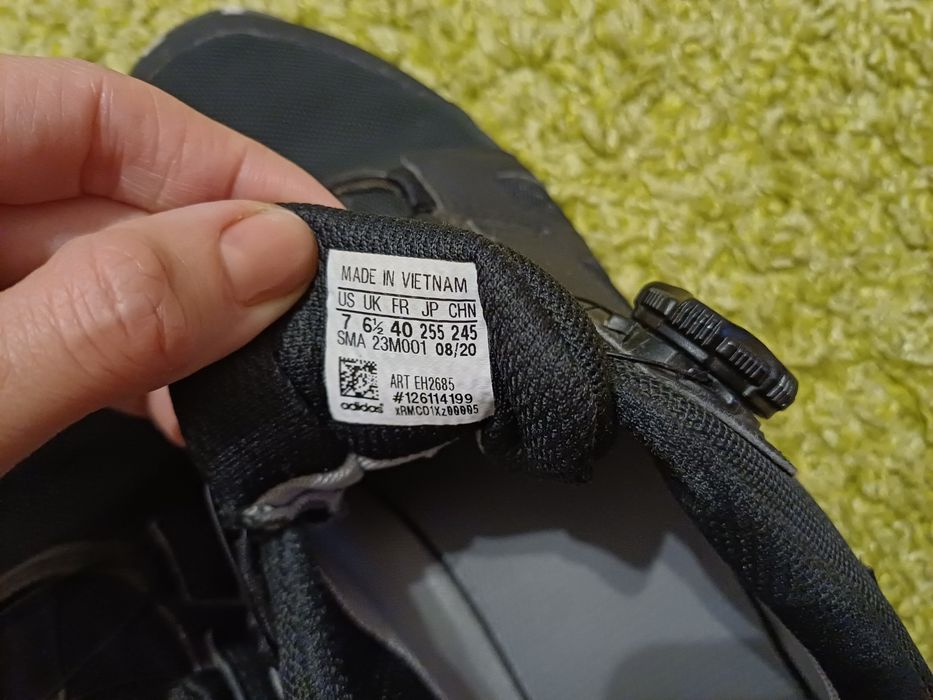 MADE IN VIETNAM
US UK FR JP CHN
7 6½ 40 255 245
SMA 23M001 08/20
ART EH2685
#126114199
adidas xRMC01Xz00005